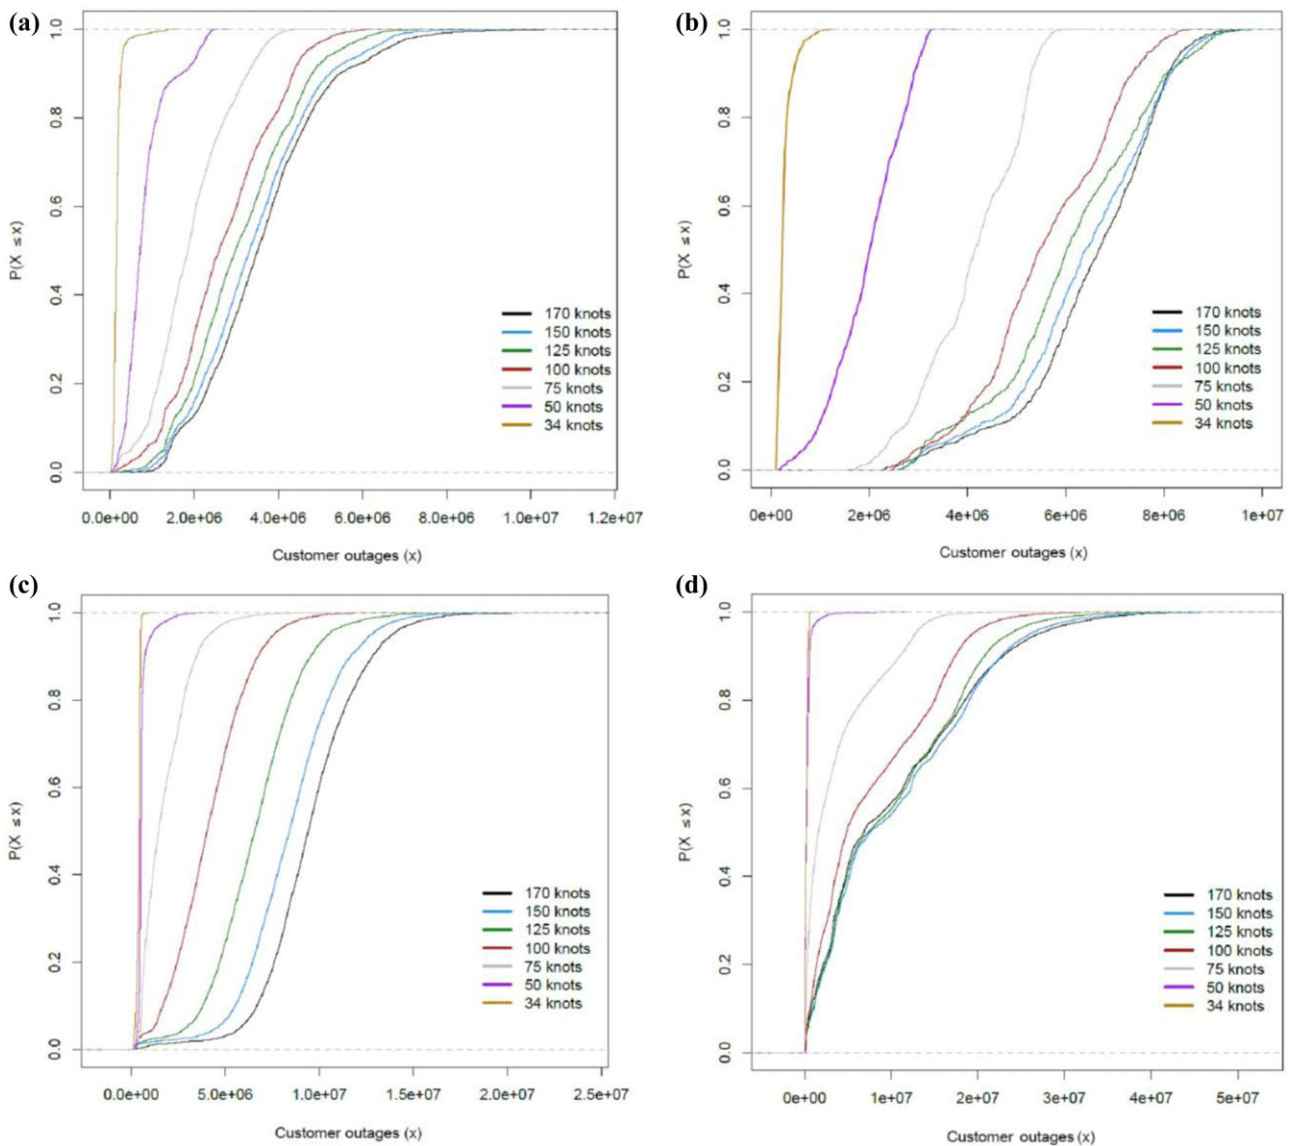 (a)
1.0
0.8
0.6
0.4
0.2
0.0
P(X ≤x)
170 knots
150 knots
125 knots
100 knots
75 knots
50 knots
34 knots
0.0e+00 2.0e+06 4.0e+06 6.0e+06 8.0e+06 1.0e+07 1.2e+07
Customer outages (x)
(b)
1.0
0.8
0.6
0.4
0.2
0.0
P(X ≤x)
170 knots
150 knots
125 knots
100 knots
75 knots
50 knots
34 knots
0e+00 2e+06 4e+06 6e+06 8e+06 1e+07
Customer outages (x)
(c)
1.0
0.8
0.6
0.4
0.2
0.0
P(X ≤x)
170 knots
150 knots
125 knots
100 knots
75 knots
50 knots
34 knots
0.0e+00 5.0e+06 1.0e+07 1.5e+07 2.0e+07 2.5e+07
Customer outages (x)
(d)
1.0
0.8
0.6
0.4
0.2
0.0
P(X ≤x)
170 knots
150 knots
125 knots
100 knots
75 knots
50 knots
34 knots
0e+00 1e+07 2e+07 3e+07 4e+07 5e+07
Customer outages (x)